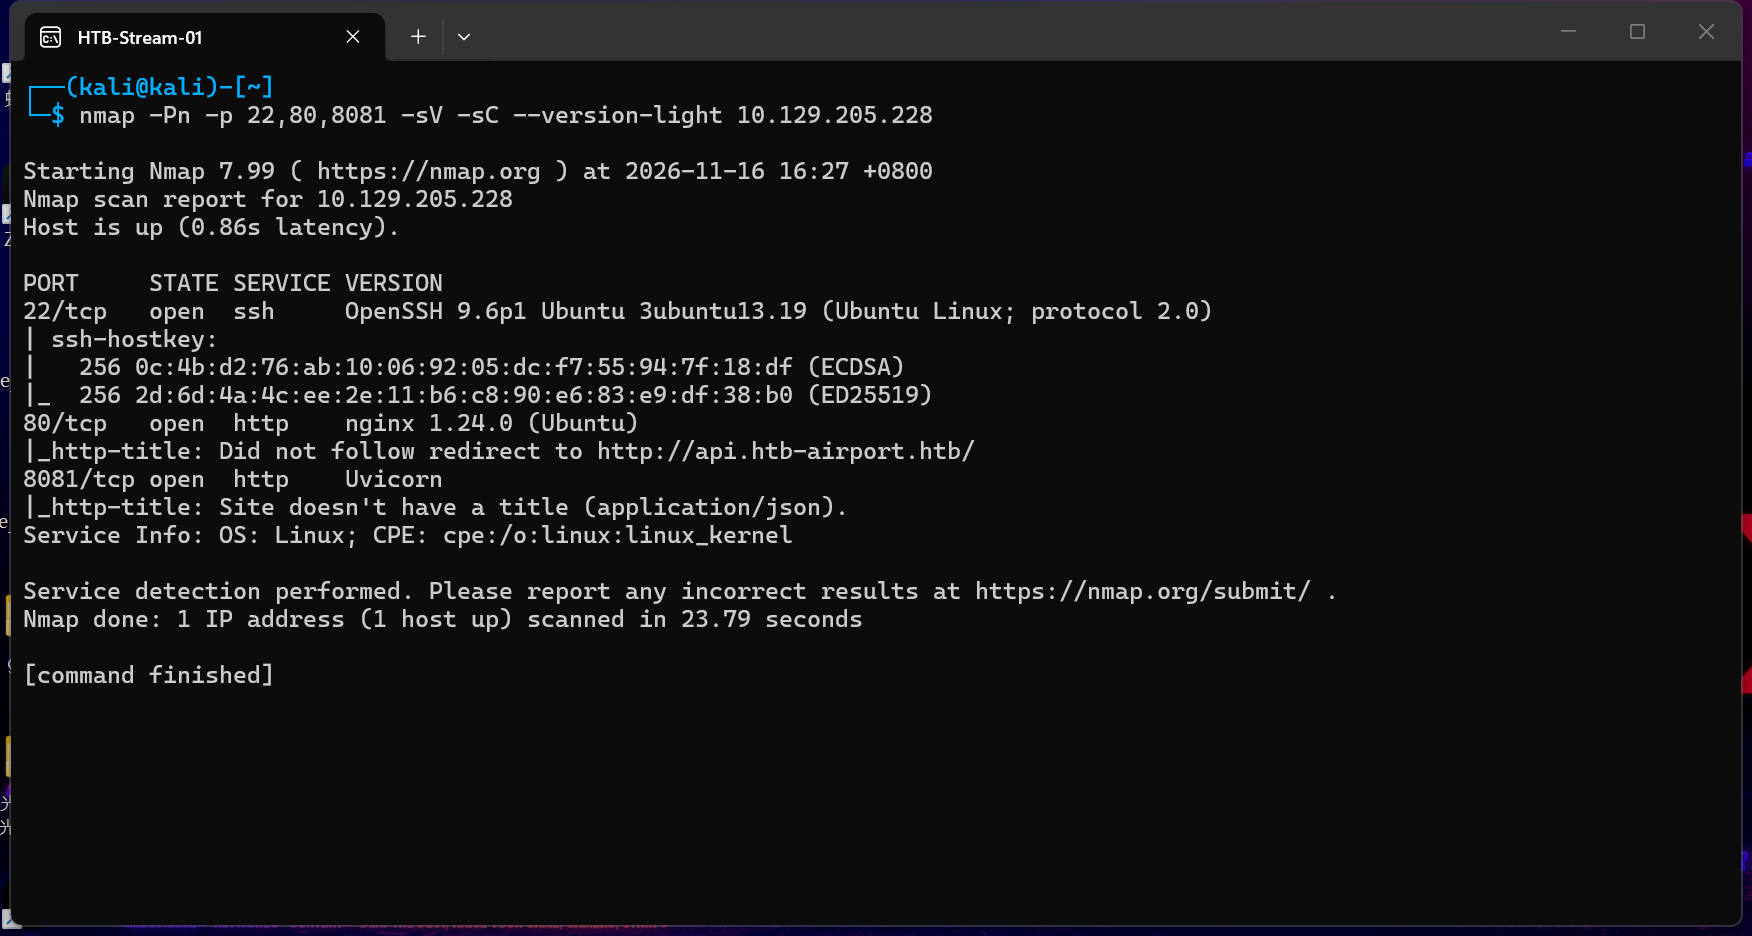 HTB-Stream-01
(kali@kali)-[~]
$ nmap -Pn -p 22,80,8081 -sV -sC --version-light 10.129.205.228
Starting Nmap 7.99 ( https://nmap.org ) at 2026-11-16 16:27 +0800
Nmap scan report for 10.129.205.228
Host is up (0.86s latency).
PORT     STATE SERVICE VERSION
22/tcp   open  ssh     OpenSSH 9.6p1 Ubuntu 3ubuntu13.19 (Ubuntu Linux; protocol 2.0)
| ssh-hostkey:
|   256 0c:4b:d2:76:ab:10:06:92:05:dc:f7:55:94:7f:18:df (ECDSA)
|_  256 2d:6d:4a:4c:ee:2e:11:b6:c8:90:e6:83:e9:df:38:b0 (ED25519)
80/tcp   open  http    nginx 1.24.0 (Ubuntu)
|_http-title: Did not follow redirect to http://api.htb-airport.htb/
8081/tcp open  http    Uvicorn
|_http-title: Site doesn't have a title (application/json).
Service Info: OS: Linux; CPE: cpe:/o:linux:linux_kernel
Service detection performed. Please report any incorrect results at https://nmap.org/submit/ .
Nmap done: 1 IP address (1 host up) scanned in 23.79 seconds
[command finished]